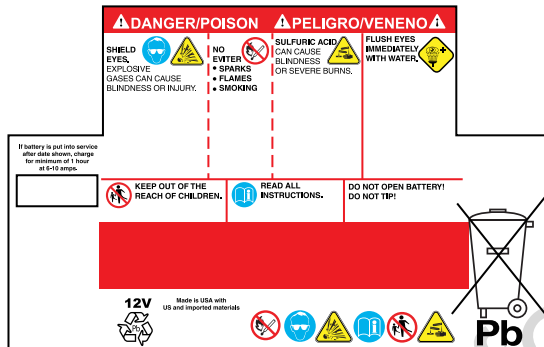 DANGER/POISON
PELIGRO/VENENO
SHIELD
EYES.
EXPLOSIVE
GASES CAN CAUSE
BLINDNESS OR INJURY.
NO
EVITER
• SPARKS
• FLAMES
• SMOKING
SULFURIC ACID
CAN CAUSE
BLINDNESS
OR SEVERE BURNS.
FLUSH EYES
IMMEDIATELY
WITH WATER.
If battery is put into service
after date shown, charge
for minimum of 1 hour
at 6-10 amps.
KEEP OUT OF THE
REACH OF CHILDREN.
READ ALL
INSTRUCTIONS.
DO NOT OPEN BATTERY!
DO NOT TIP!
12V
Pb
Made is USA with
US and imported materials
Pb